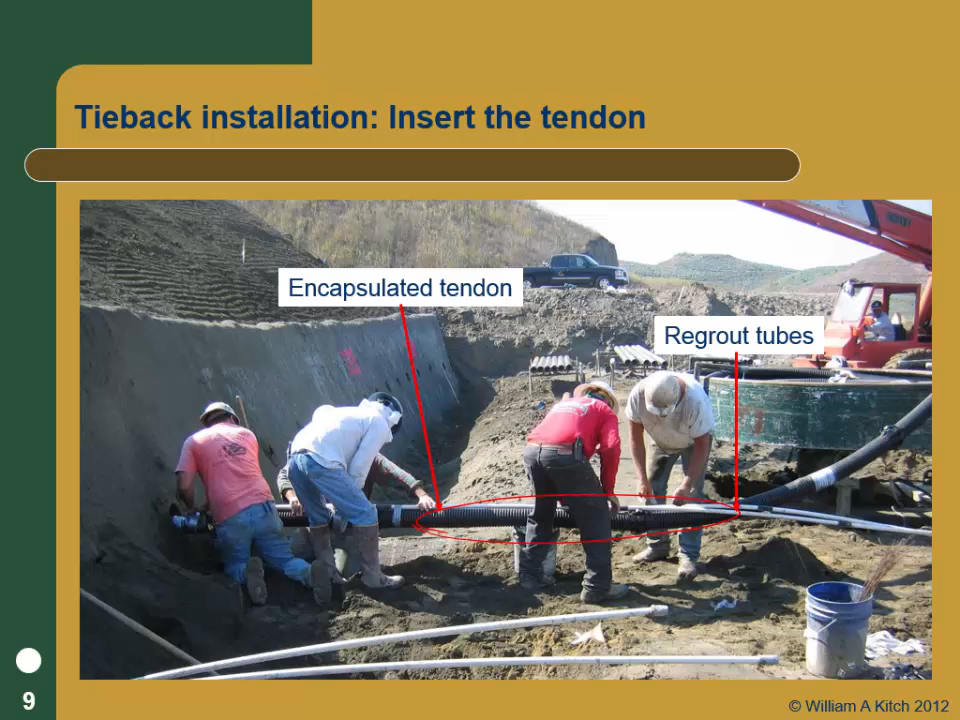 Tieback installation: Insert the tendon
Encapsulated tendon
Regrout tubes
9
© William A Kitch 2012